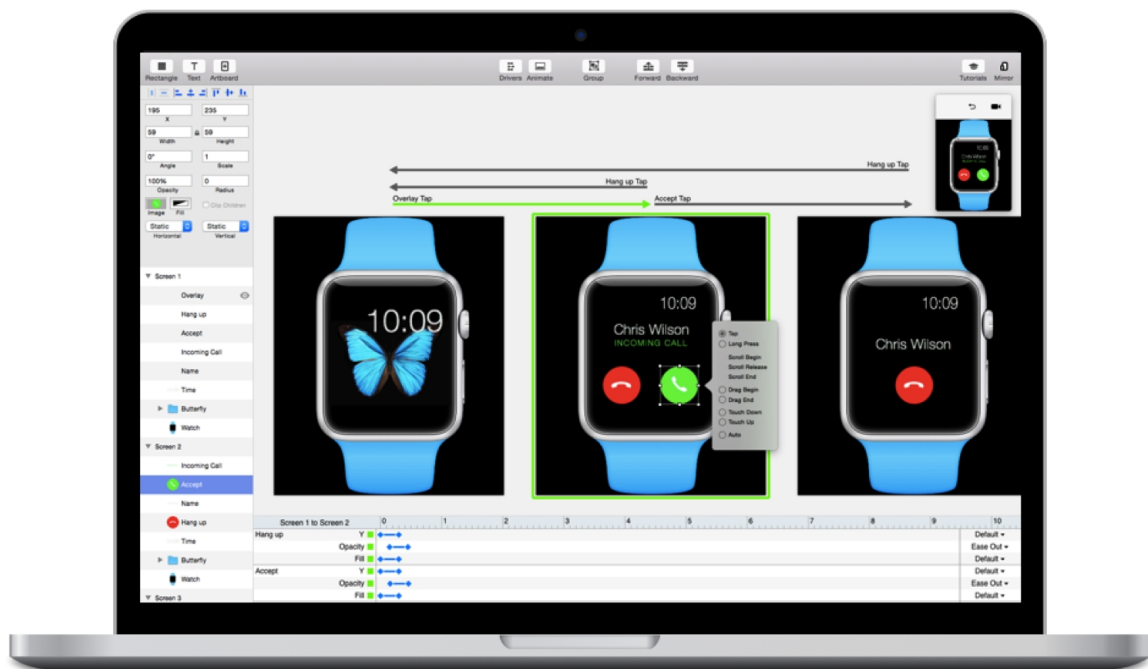 Rectangle Text Artboard
Drivers Animate Group Forward Backward
Tutorials Mirror
195 235
X Y
59 59
Width Height
0° 1
Angle Scale
100% 0
Opacity Radius
Image Fill Clip Children
Static Static
Horizontal Vertical
Screen 1
Overlay
Hang up
Accept
Incoming Call
Name
Time
Butterfly
Watch
Screen 2
Incoming Call
Accept
Name
Hang up
Time
Butterfly
Watch
Screen 3
Hang up Tap
Hang up Tap
Overlay Tap
Accept Tap
10:09
Chris Wilson
10:09
10:09
Chris Wilson
INCOMING CALL
Tap
Long Press
Scroll Begin
Scroll Release
Scroll End
Drag Begin
Drag End
Touch Down
Touch Up
Auto
10:09
Chris Wilson
Screen 1 to Screen 2 0 1 2 3 4 5 6 7 8 9 10
Hang up Y Default
Opacity Ease Out
Fill Default
Accept Y Default
Opacity Ease Out
Fill Default